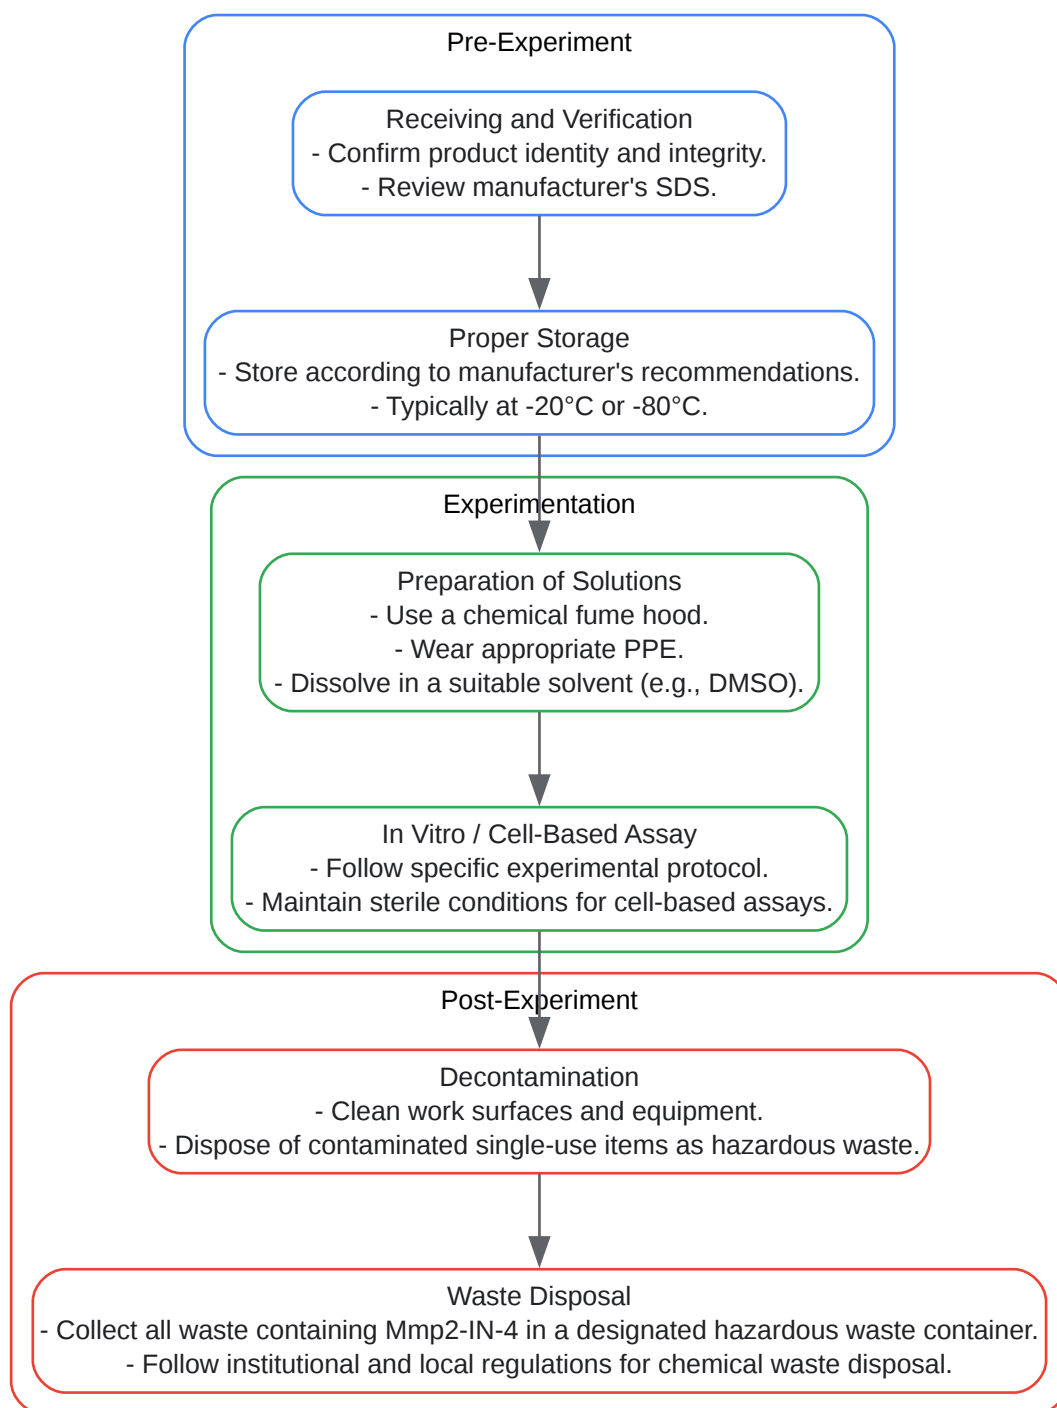 Pre-Experiment
Receiving and Verification
- Confirm product identity and integrity.
- Review manufacturer's SDS.
Proper Storage
- Store according to manufacturer's recommendations.
- Typically at -20°C or -80°C.
Experimentation
Preparation of Solutions
- Use a chemical fume hood.
- Wear appropriate PPE.
- Dissolve in a suitable solvent (e.g., DMSO).
In Vitro / Cell-Based Assay
- Follow specific experimental protocol.
- Maintain sterile conditions for cell-based assays.
Post-Experiment
Decontamination
- Clean work surfaces and equipment.
- Dispose of contaminated single-use items as hazardous waste.
Waste Disposal
- Collect all waste containing Mmp2-IN-4 in a designated hazardous waste container.
- Follow institutional and local regulations for chemical waste disposal.